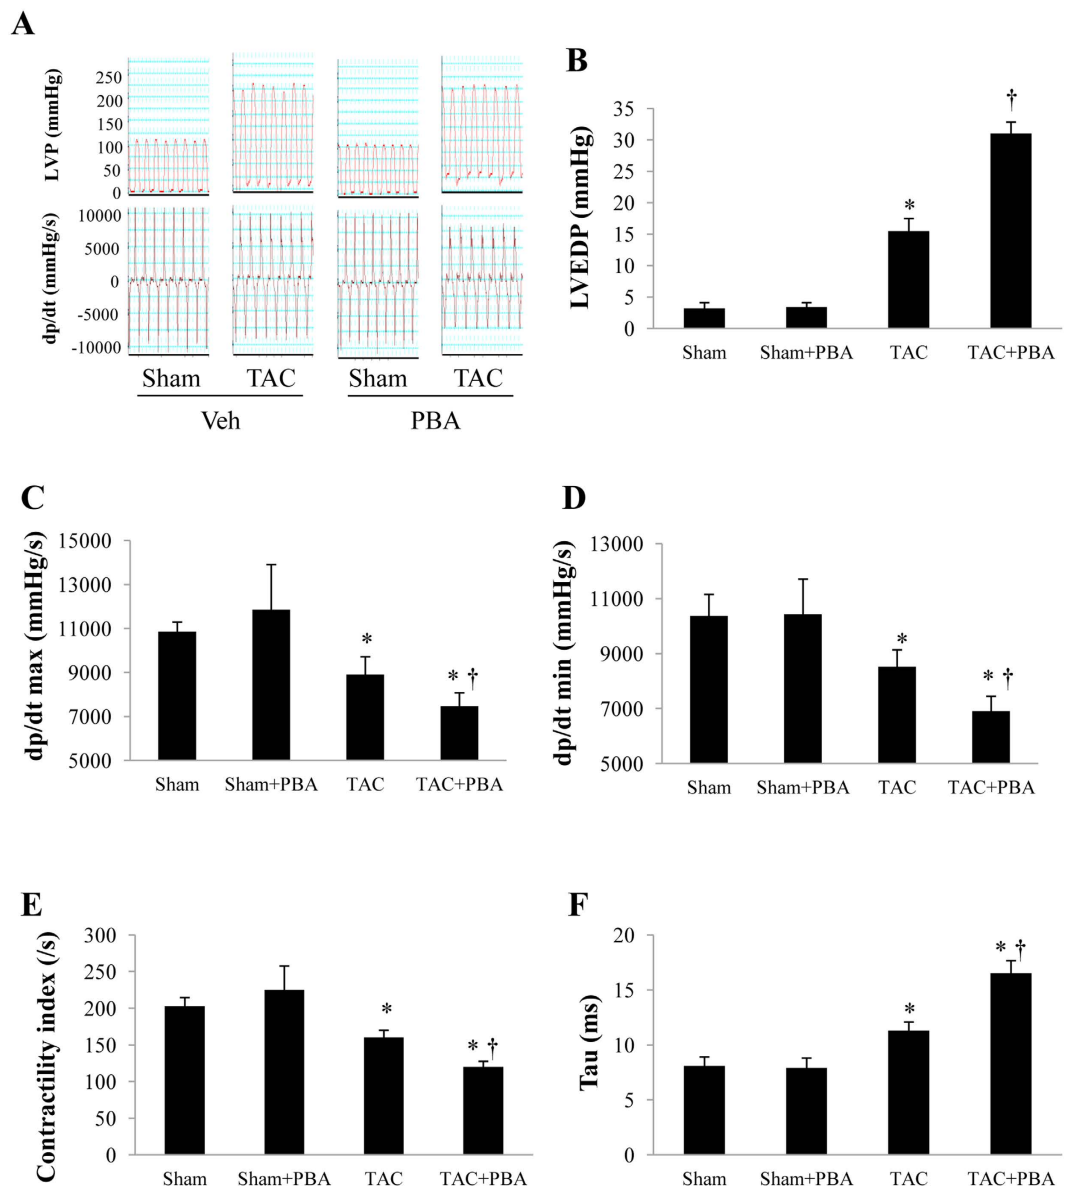 A
LVP (mmHg)
250
200
150
100
50
0
dp/dt (mmHg/s)
10000
5000
0
-5000
-10000
Sham TAC Sham TAC
Veh PBA
B
LVEDP (mmHg)
35
30
25
20
15
10
5
0
*
†
Sham Sham+PBA TAC TAC+PBA
C
dp/dt max (mmHg/s)
15000
13000
11000
9000
7000
5000
*
* †
Sham Sham+PBA TAC TAC+PBA
D
dp/dt min (mmHg/s)
13000
11000
9000
7000
5000
*
* †
Sham Sham+PBA TAC TAC+PBA
E
Contractility index (/s)
300
250
200
150
100
50
0
*
* †
Sham Sham+PBA TAC TAC+PBA
F
Tau (ms)
20
15
10
5
0
*
* †
Sham Sham+PBA TAC TAC+PBA